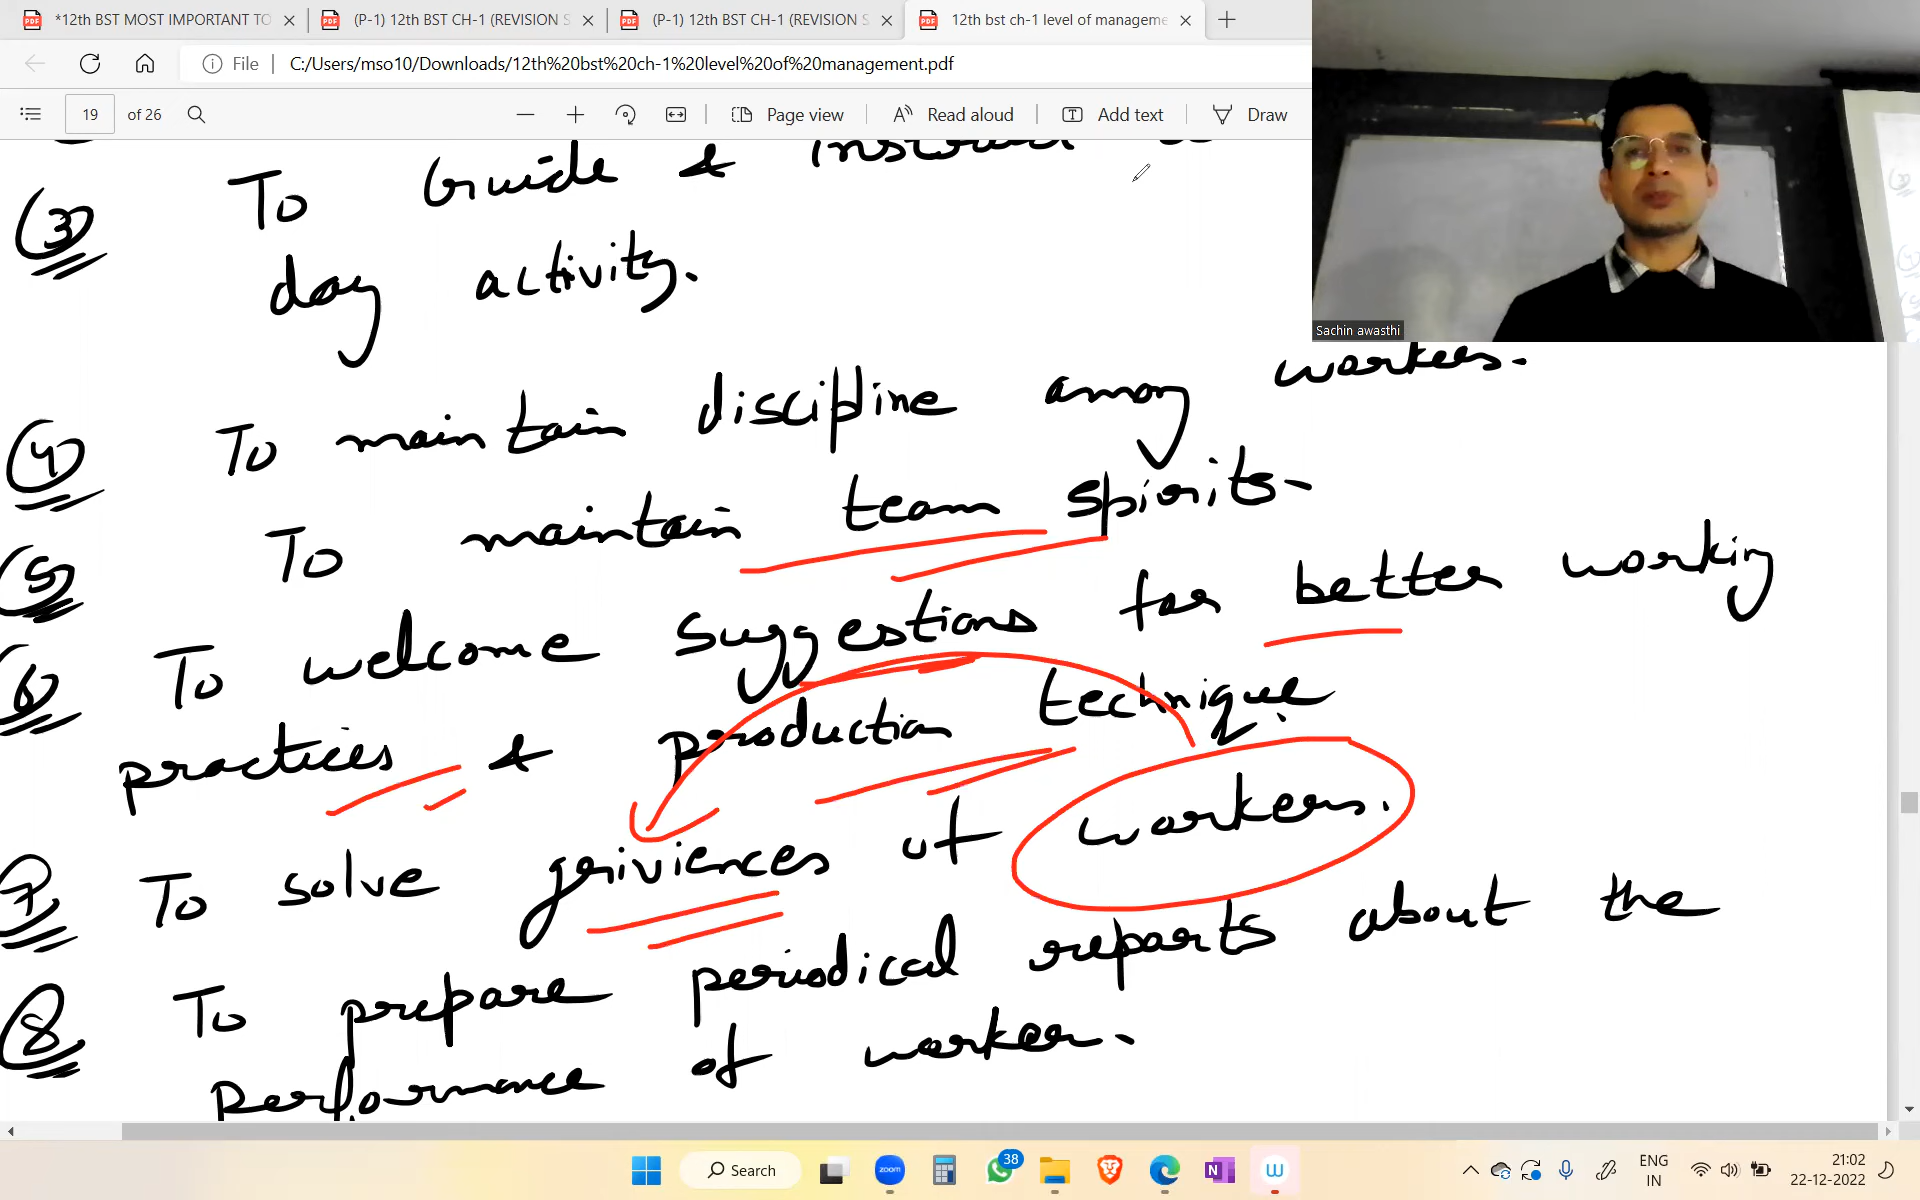 *12th BST MOST IMPORTANT TO
(P-1) 12th BST CH-1 (REVISION S
(P-1) 12th BST CH-1 (REVISION S
12th bst ch-1 level of manageme
File
C:/Users/mso10/Downloads/12th%20bst%20ch-1%20level%20of%20management.pdf
19 of 26
Page view
Read aloud
Add text
Draw
Sachin awasthi
(3) To Guide & instruct
day activity.
(4) To maintain discipline among workers.
(5) To maintain team spirits-
(6) To welcome suggestions for better working
practices & production technique
(7) To solve griviences of workers.
(8) To prepare periodical reports about the
performance of worker.
Search
zoom
38
N
W
ENG
IN
21:02
22-12-2022